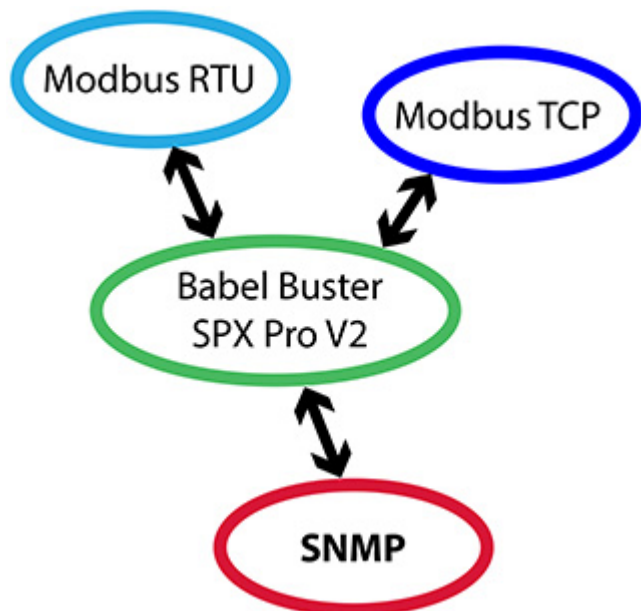 Modbus RTU
Modbus TCP
Babel Buster
SPX Pro V2
SNMP